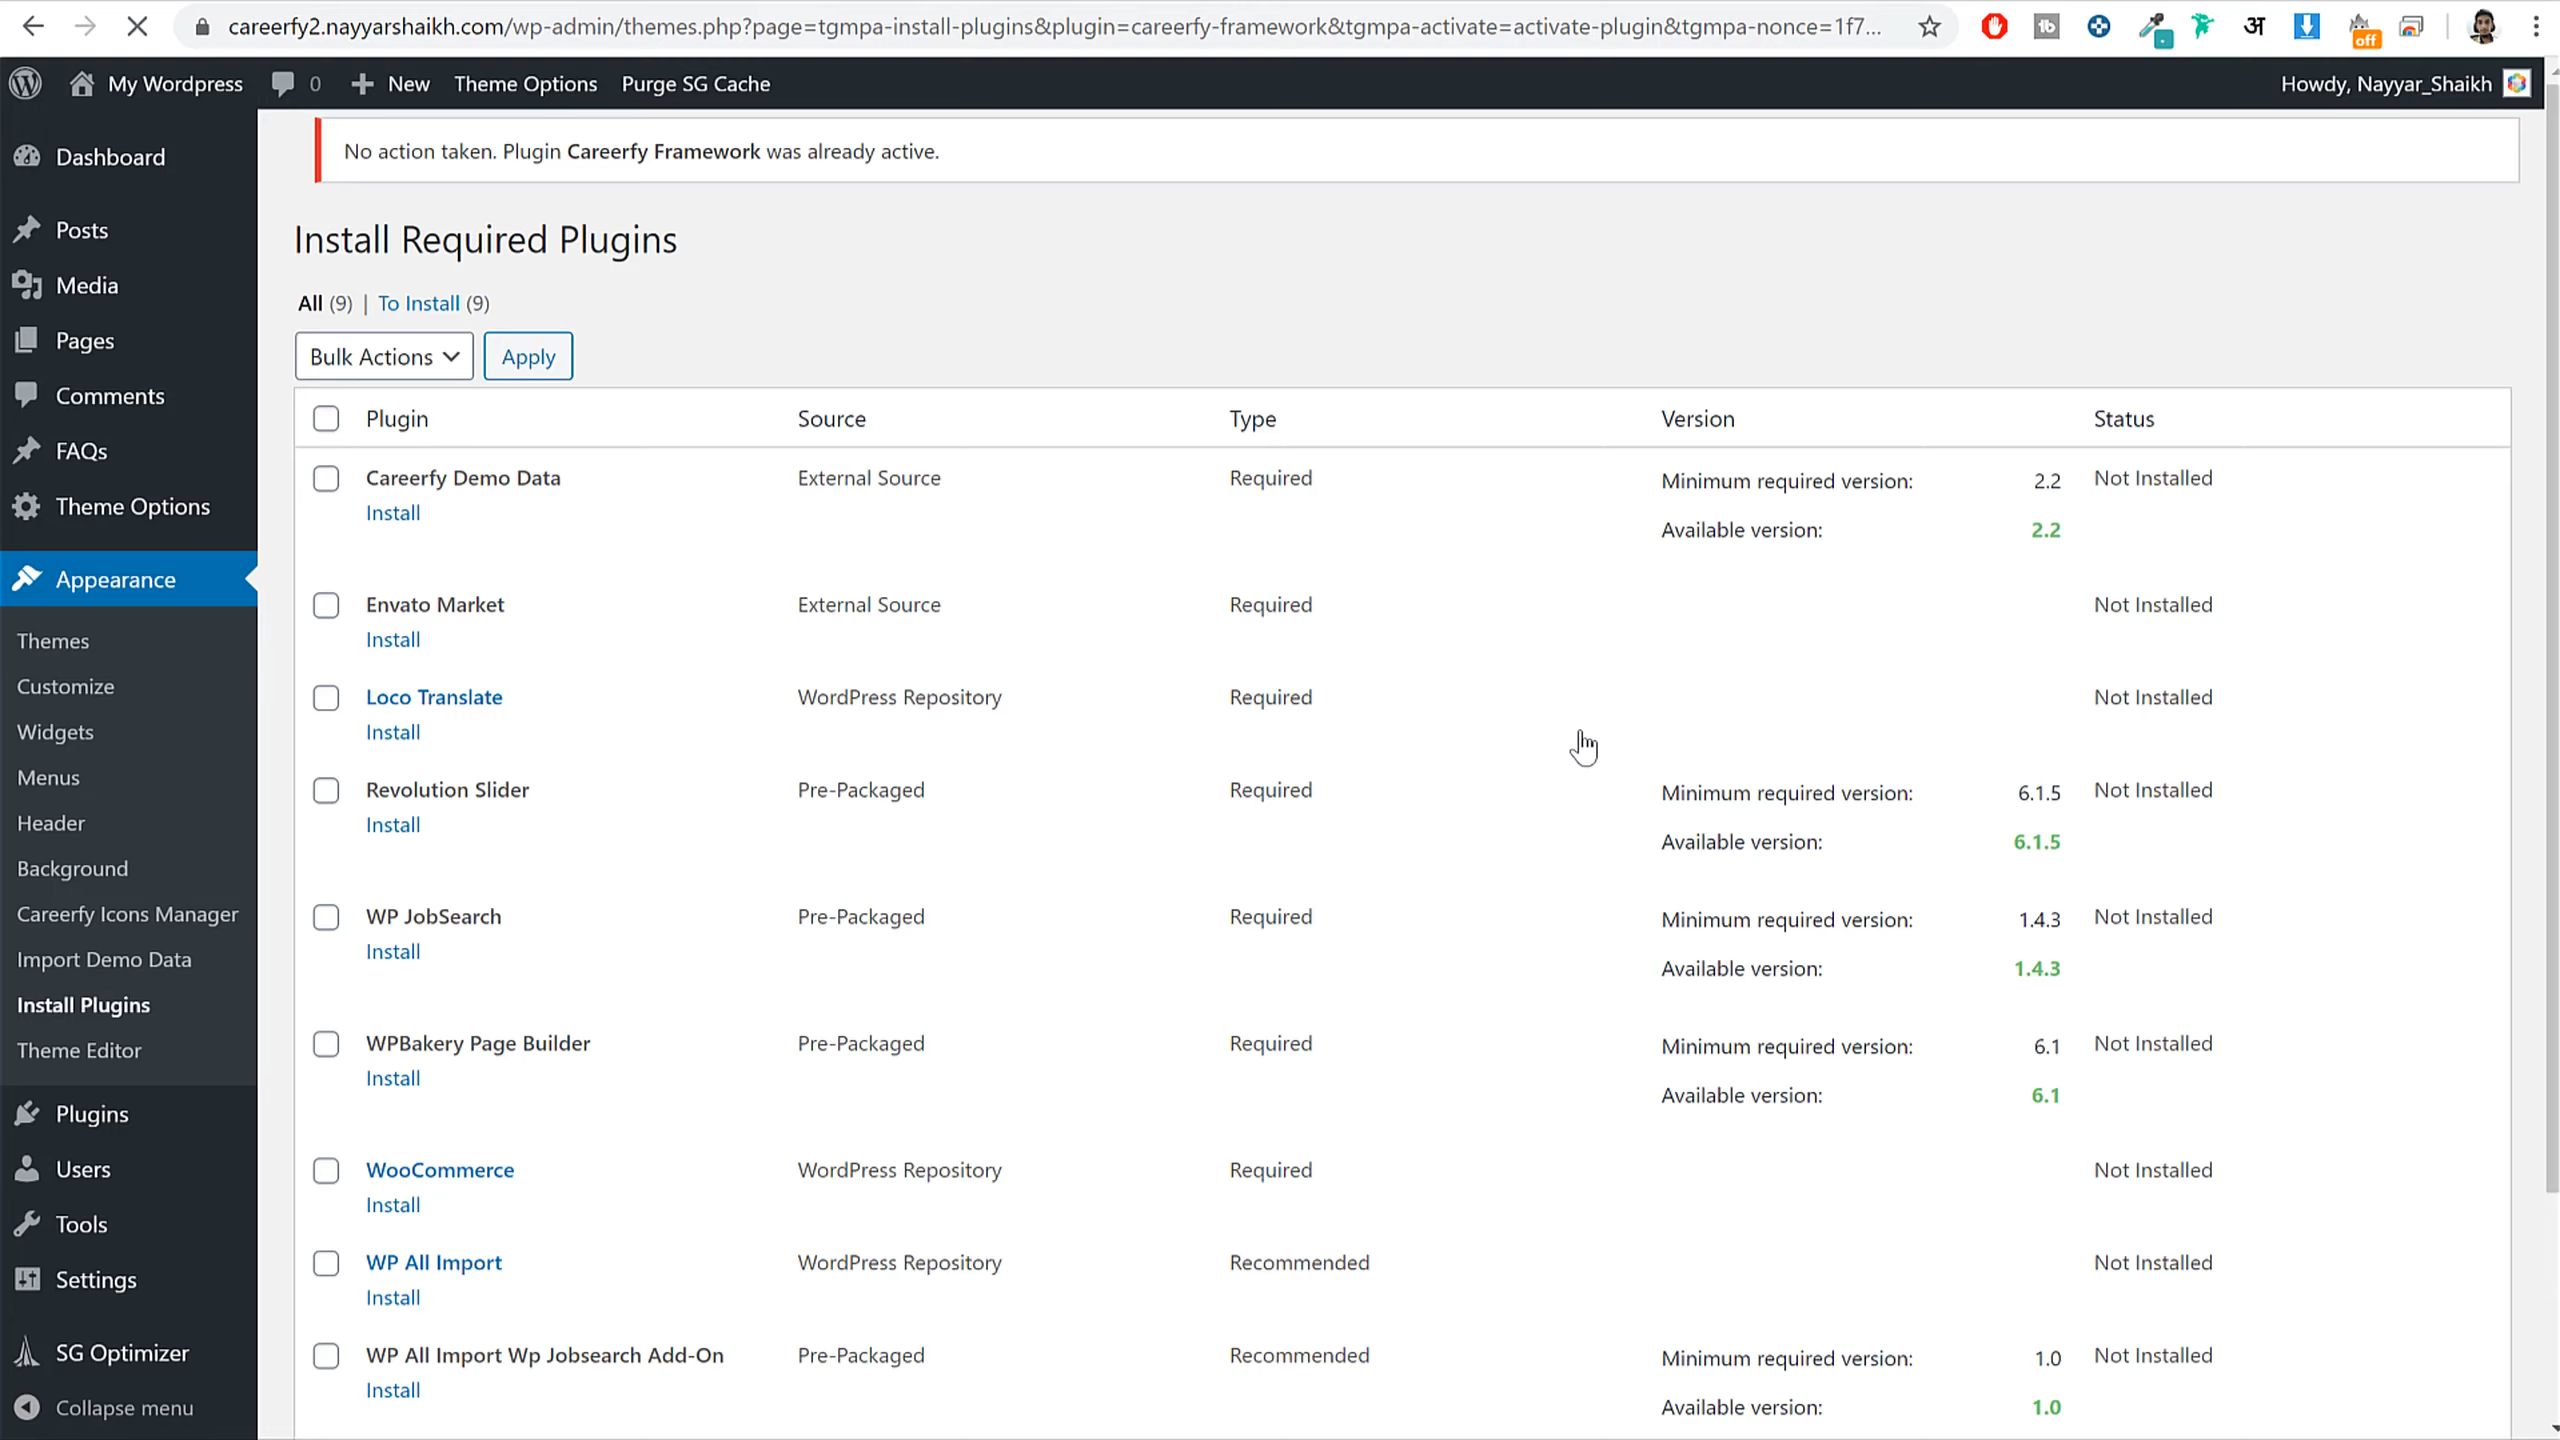 careerfy2.nayyarshaikh.com/wp-admin/themes.php?page=tgmpa-install-plugins&plugin=careerfy-framework&tgmpa-activate=activate-plugin&tgmpa-nonce=1f7...
tb
अ
off
My Wordpress
0
New
Theme Options
Purge SG Cache
Howdy, Nayyar_Shaikh
Dashboard
Posts
Media
Pages
Comments
FAQs
Theme Options
Appearance
Themes
Customize
Widgets
Menus
Header
Background
Careerfy Icons Manager
Import Demo Data
Install Plugins
Theme Editor
Plugins
Users
Tools
Settings
SG Optimizer
Collapse menu
No action taken. Plugin Careerfy Framework was already active.
Install Required Plugins
All (9) | To Install (9)
Bulk Actions
Apply
Plugin Source Type Version Status
Careerfy Demo Data External Source Required Minimum required version: 2.2 Not Installed
Install
Available version: 2.2
Envato Market External Source Required Not Installed
Install
Loco Translate WordPress Repository Required Not Installed
Install
Revolution Slider Pre-Packaged Required Minimum required version: 6.1.5 Not Installed
Install
Available version: 6.1.5
WP JobSearch Pre-Packaged Required Minimum required version: 1.4.3 Not Installed
Install
Available version: 1.4.3
WPBakery Page Builder Pre-Packaged Required Minimum required version: 6.1 Not Installed
Install
Available version: 6.1
WooCommerce WordPress Repository Required Not Installed
Install
WP All Import WordPress Repository Recommended Not Installed
Install
WP All Import Wp Jobsearch Add-On Pre-Packaged Recommended Minimum required version: 1.0 Not Installed
Install
Available version: 1.0